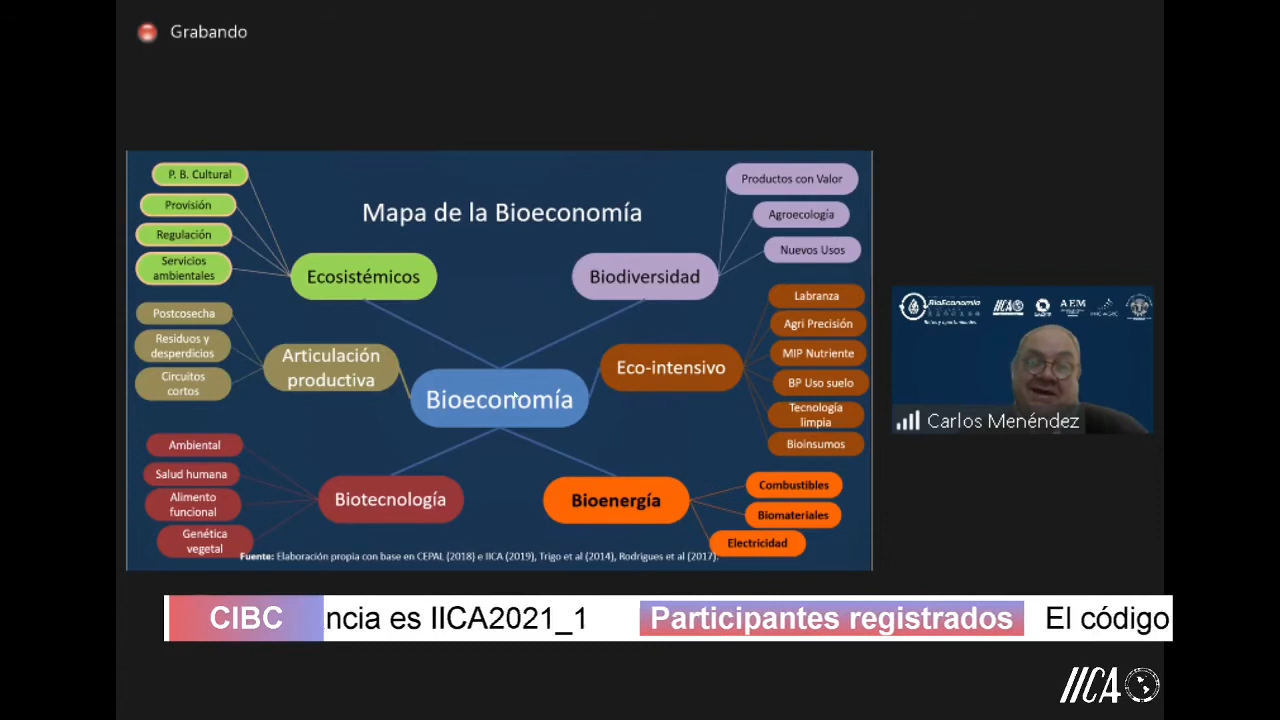 Grabando
Mapa de la Bioeconomía
P. B. Cultural
Provisión
Regulación
Servicios
ambientales
Ecosistémicos
Productos con Valor
Agroecología
Nuevos Usos
Biodiversidad
Postcosecha
Residuos y
desperdicios
Circuitos
cortos
Articulación
productiva
Bioeconomía
Eco-intensivo
Labranza
Agri Precisión
MIP Nutriente
BP Uso suelo
Tecnología
limpia
Bioinsumos
Ambiental
Salud humana
Alimento
funcional
Genética
vegetal
Biotecnología
Bioenergía
Combustibles
Biomateriales
Electricidad
Fuente: Elaboración propia con base en CEPAL (2018) e IICA (2019), Trigo et al (2014), Rodrigues et al (2017).
BioEconomía
IICA
AEM
Carlos Menéndez
CIBC ncia es IICA2021_1 Participantes registrados El código
IICA